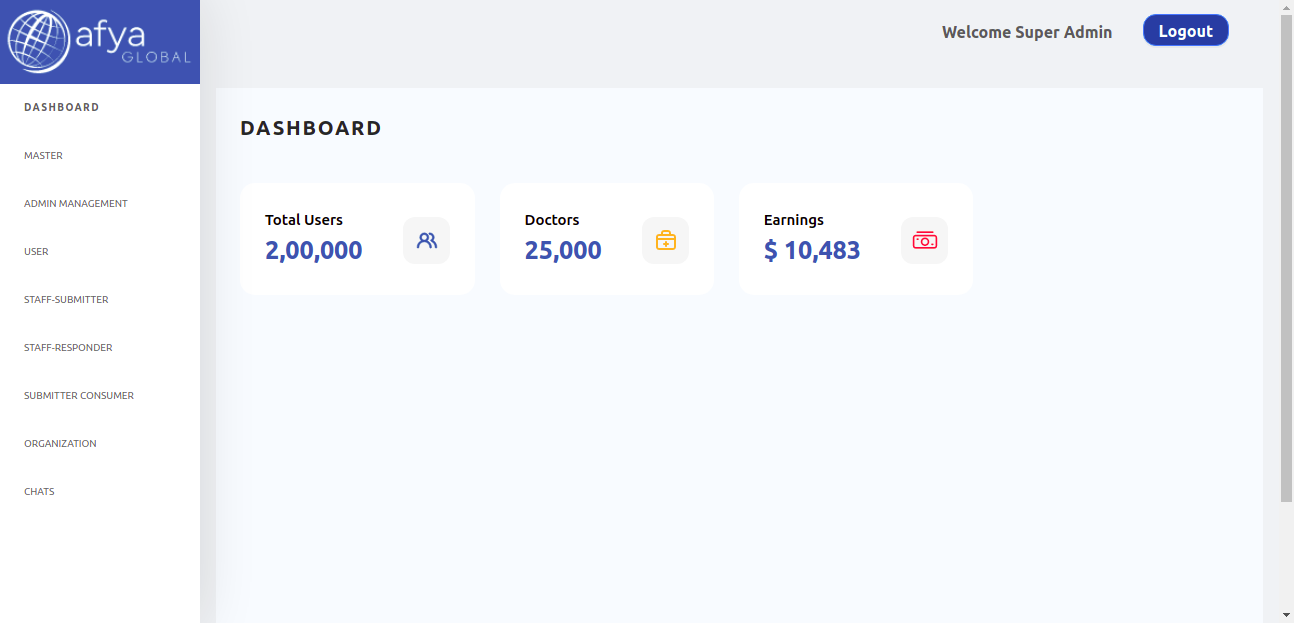 afya
GLOBAL
Welcome Super Admin
Logout
DASHBOARD
MASTER
ADMIN MANAGEMENT
USER
STAFF-SUBMITTER
STAFF-RESPONDER
SUBMITTER CONSUMER
ORGANIZATION
CHATS
DASHBOARD
Total Users
2,00,000
Doctors
25,000
Earnings
$ 10,483